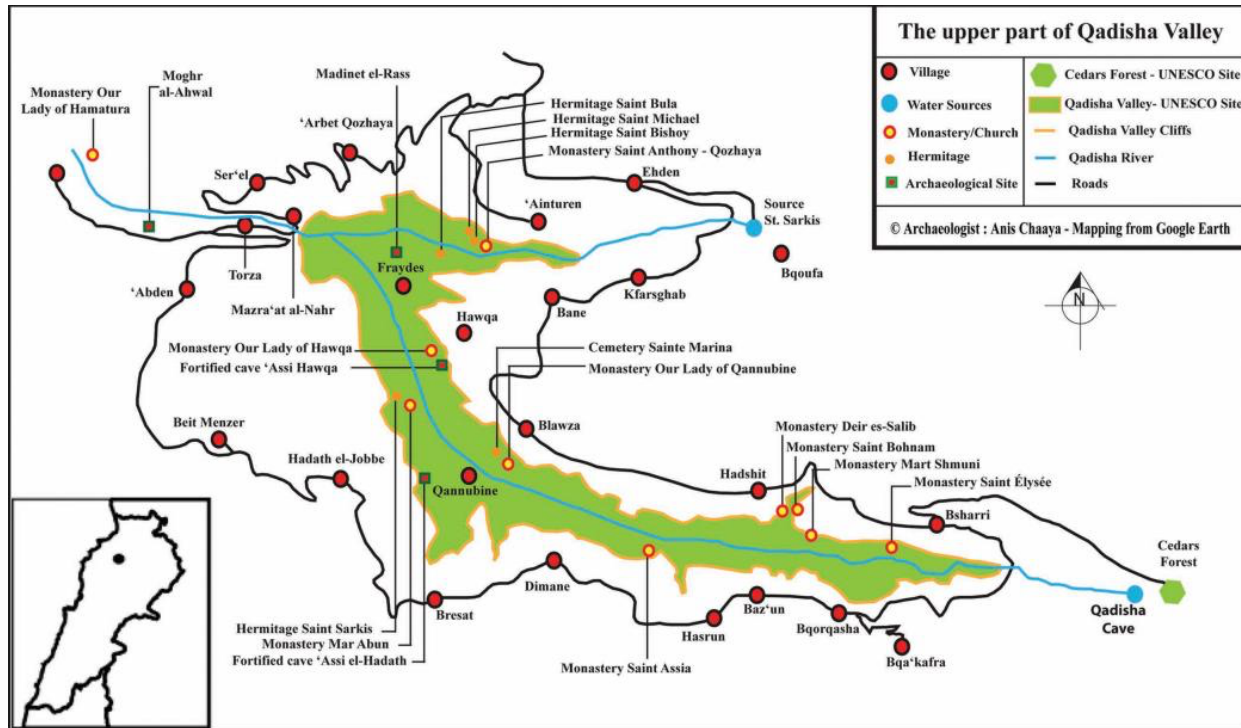 The upper part of Qadisha Valley
Village
Water Sources
Monastery/Church
Hermitage
Archaeological Site
Cedars Forest - UNESCO Site
Qadisha Valley- UNESCO Site
Qadisha Valley Cliffs
Qadisha River
Roads
© Archaeologist : Anis Chaaya - Mapping from Google Earth
N
Monastery Our
Lady of Hamatura
Moghr
al-Ahwal
Madinet el-Rass
‘Arbet Qozhaya
Ser‘el
Hermitage Saint Bula
Hermitage Saint Michael
Hermitage Saint Bishoy
Monastery Saint Anthony - Qozhaya
Ehden
‘Ainturen
Source
St. Sarkis
Bqoufa
Torza
Fraydes
‘Abden
Mazra‘at al-Nahr
Kfarsghab
Bane
Hawqa
Monastery Our Lady of Hawqa
Fortified cave ‘Assi Hawqa
Cemetery Sainte Marina
Monastery Our Lady of Qannubine
Beit Menzer
Blawza
Hadath el-Jobbe
Qannubine
Hadshit
Monastery Deir es-Salib
Monastery Saint Bohnam
Monastery Mart Shmuni
Monastery Saint Élysée
Bsharri
Cedars
Forest
Qadisha
Cave
Dimane
Bresat
Baz‘un
Hasrun
Bqorqasha
Bqa‘kafra
Hermitage Saint Sarkis
Monastery Mar Abun
Fortified cave ‘Assi el-Hadath
Monastery Saint Assia